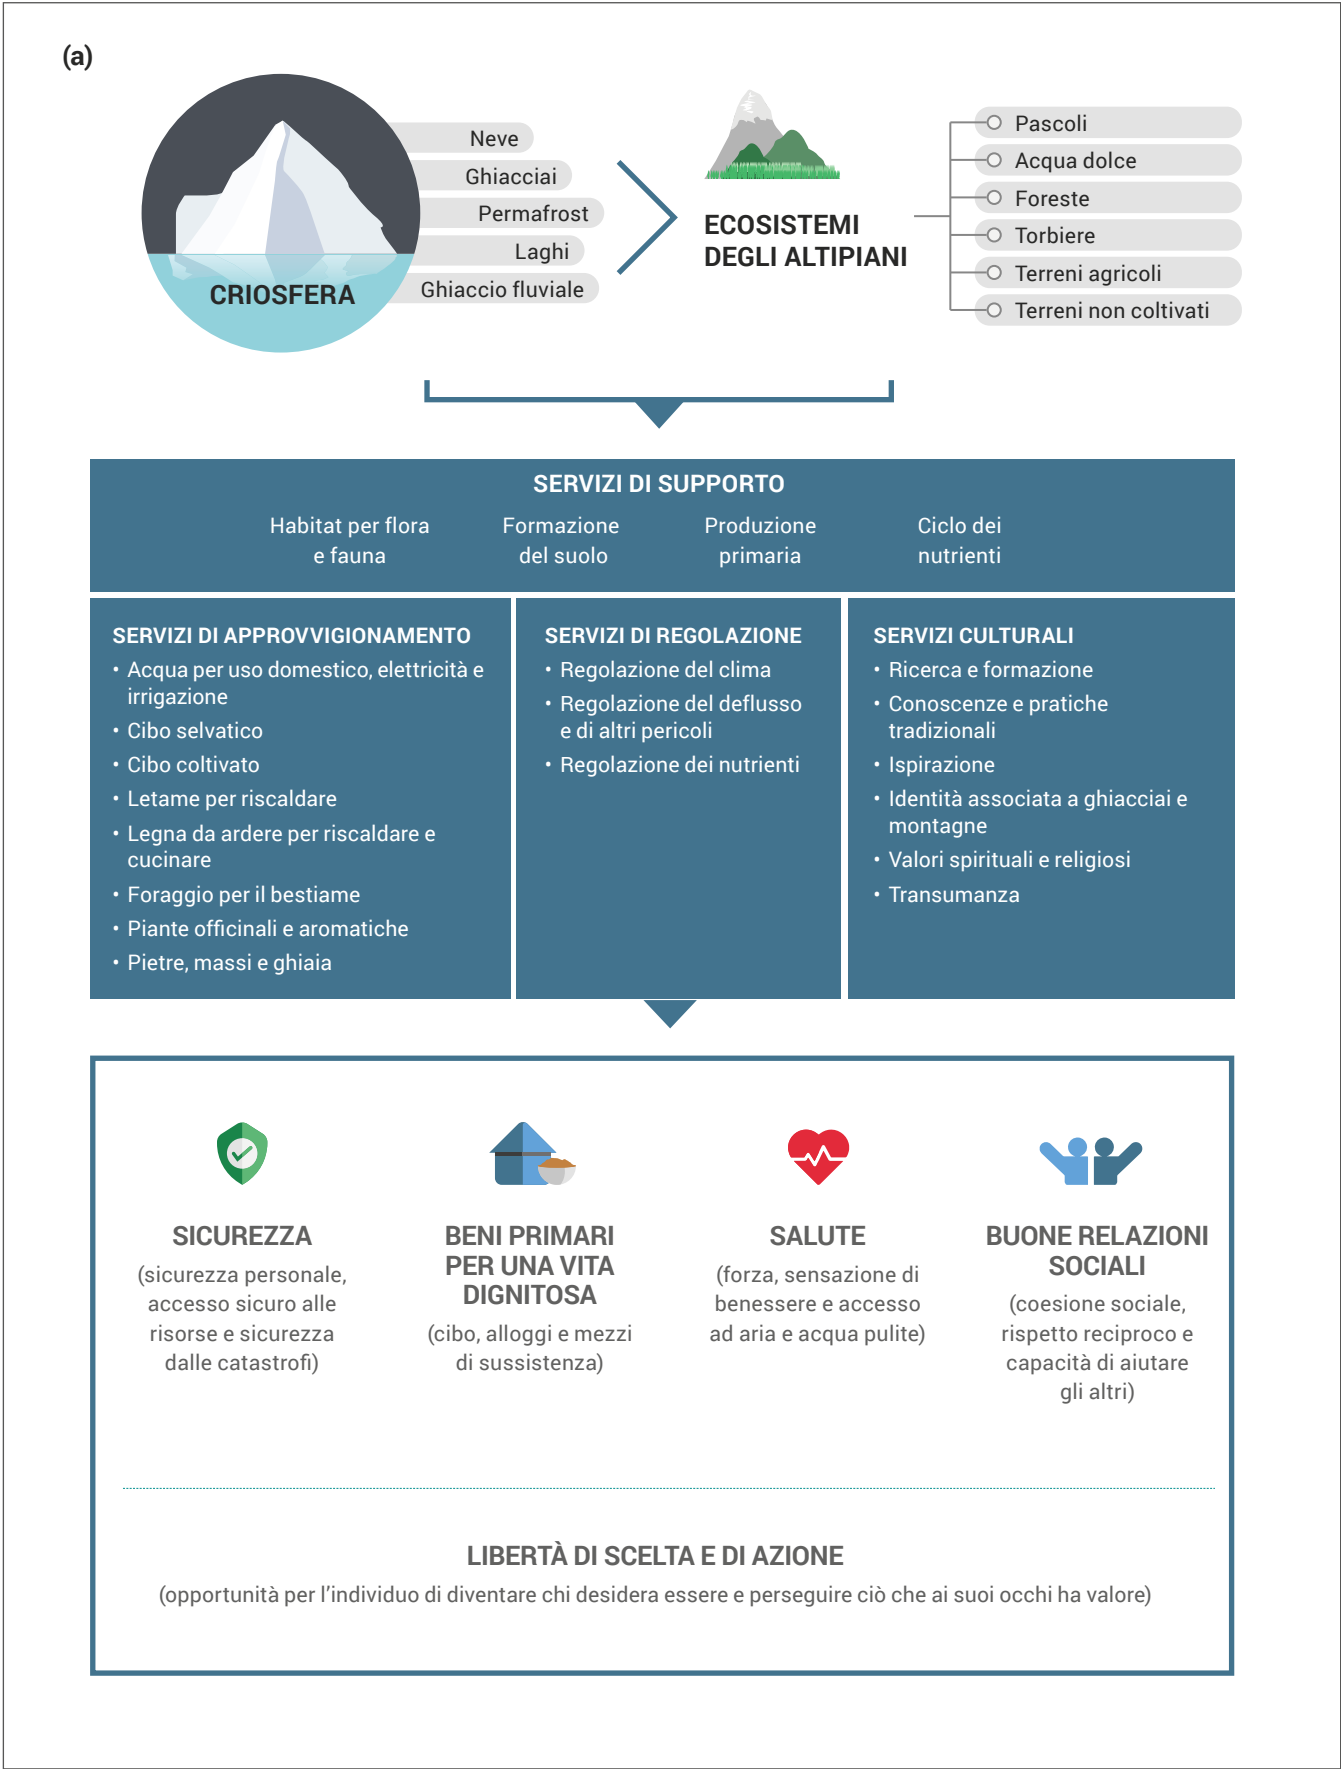 (a)
Neve
Ghiacciai
Permafrost
Laghi
Ghiaccio fluviale
CRIOSFERA
ECOSISTEMI
DEGLI ALTIPIANI
Pascoli
Acqua dolce
Foreste
Torbiere
Terreni agricoli
Terreni non coltivati
SERVIZI DI SUPPORTO
Habitat per flora
e fauna
Formazione
del suolo
Produzione
primaria
Ciclo dei
nutrienti
SERVIZI DI APPROVVIGIONAMENTO
• Acqua per uso domestico, elettricità e
irrigazione
• Cibo selvatico
• Cibo coltivato
• Letame per riscaldare
• Legna da ardere per riscaldare e
cucinare
• Foraggio per il bestiame
• Piante officinali e aromatiche
• Pietre, massi e ghiaia
SERVIZI DI REGOLAZIONE
• Regolazione del clima
• Regolazione del deflusso
e di altri pericoli
• Regolazione dei nutrienti
SERVIZI CULTURALI
• Ricerca e formazione
• Conoscenze e pratiche
tradizionali
• Ispirazione
• Identità associata a ghiacciai e
montagne
• Valori spirituali e religiosi
• Transumanza
SICUREZZA
(sicurezza personale,
accesso sicuro alle
risorse e sicurezza
dalle catastrofi)
BENI PRIMARI
PER UNA VITA
DIGNITOSA
(cibo, alloggi e mezzi
di sussistenza)
SALUTE
(forza, sensazione di
benessere e accesso
ad aria e acqua pulite)
BUONE RELAZIONI
SOCIALI
(coesione sociale,
rispetto reciproco e
capacità di aiutare
gli altri)
LIBERTÀ DI SCELTA E DI AZIONE
(opportunità per l'individuo di diventare chi desidera essere e perseguire ciò che ai suoi occhi ha valore)